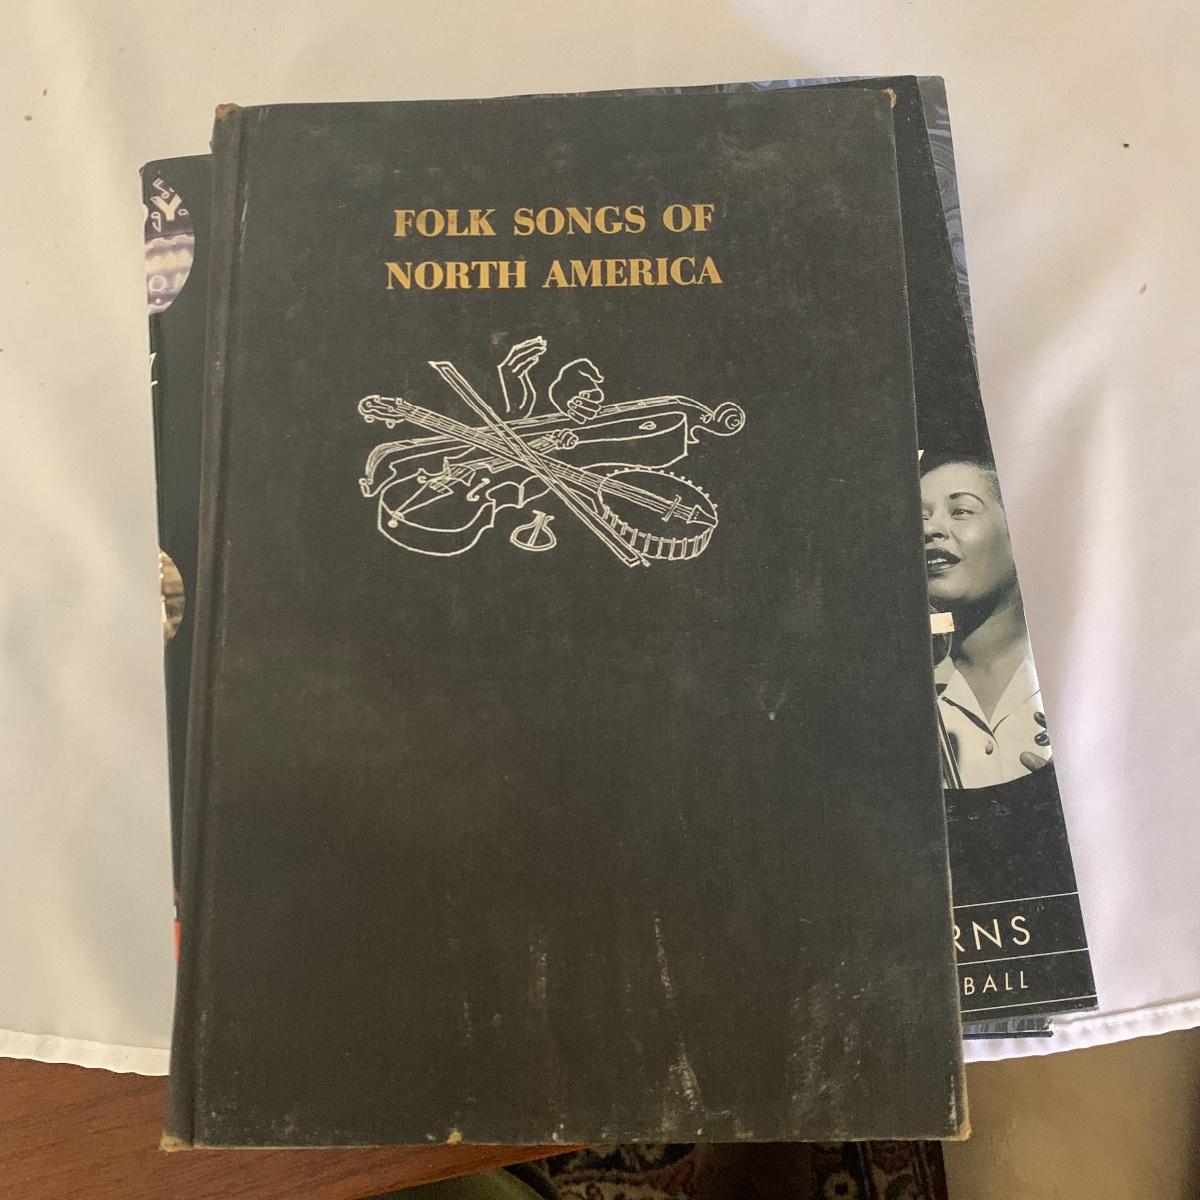 FOLK SONGS OF
NORTH AMERICA
RNS
BALL